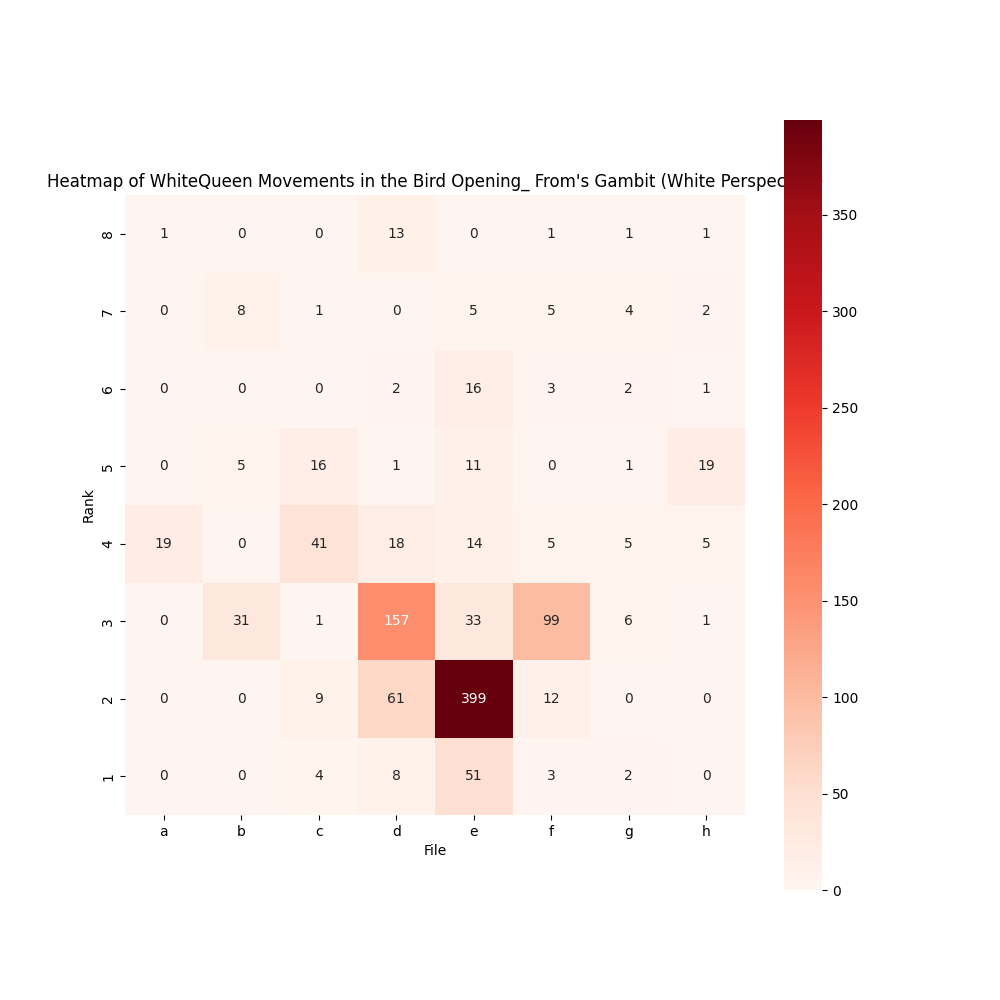 Heatmap of WhiteQueen Movements in the Bird Opening_ From's Gambit (White Perspec
8 1 0 0 13 0 1 1 1
7 0 8 1 0 5 5 4 2
6 0 0 0 2 16 3 2 1
5 0 5 16 1 11 0 1 19
4 19 0 41 18 14 5 5 5
3 0 31 1 157 33 99 6 1
2 0 0 9 61 399 12 0 0
1 0 0 4 8 51 3 2 0
a b c d e f g h
File
Rank
350
300
250
200
150
100
50
0